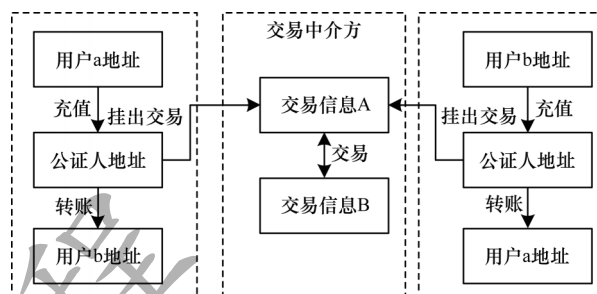 交易中介方
用户a地址
充值
挂出交易
公证人地址
转账
用户b地址
交易信息A
交易
交易信息B
用户b地址
挂出交易
充值
公证人地址
转账
用户a地址